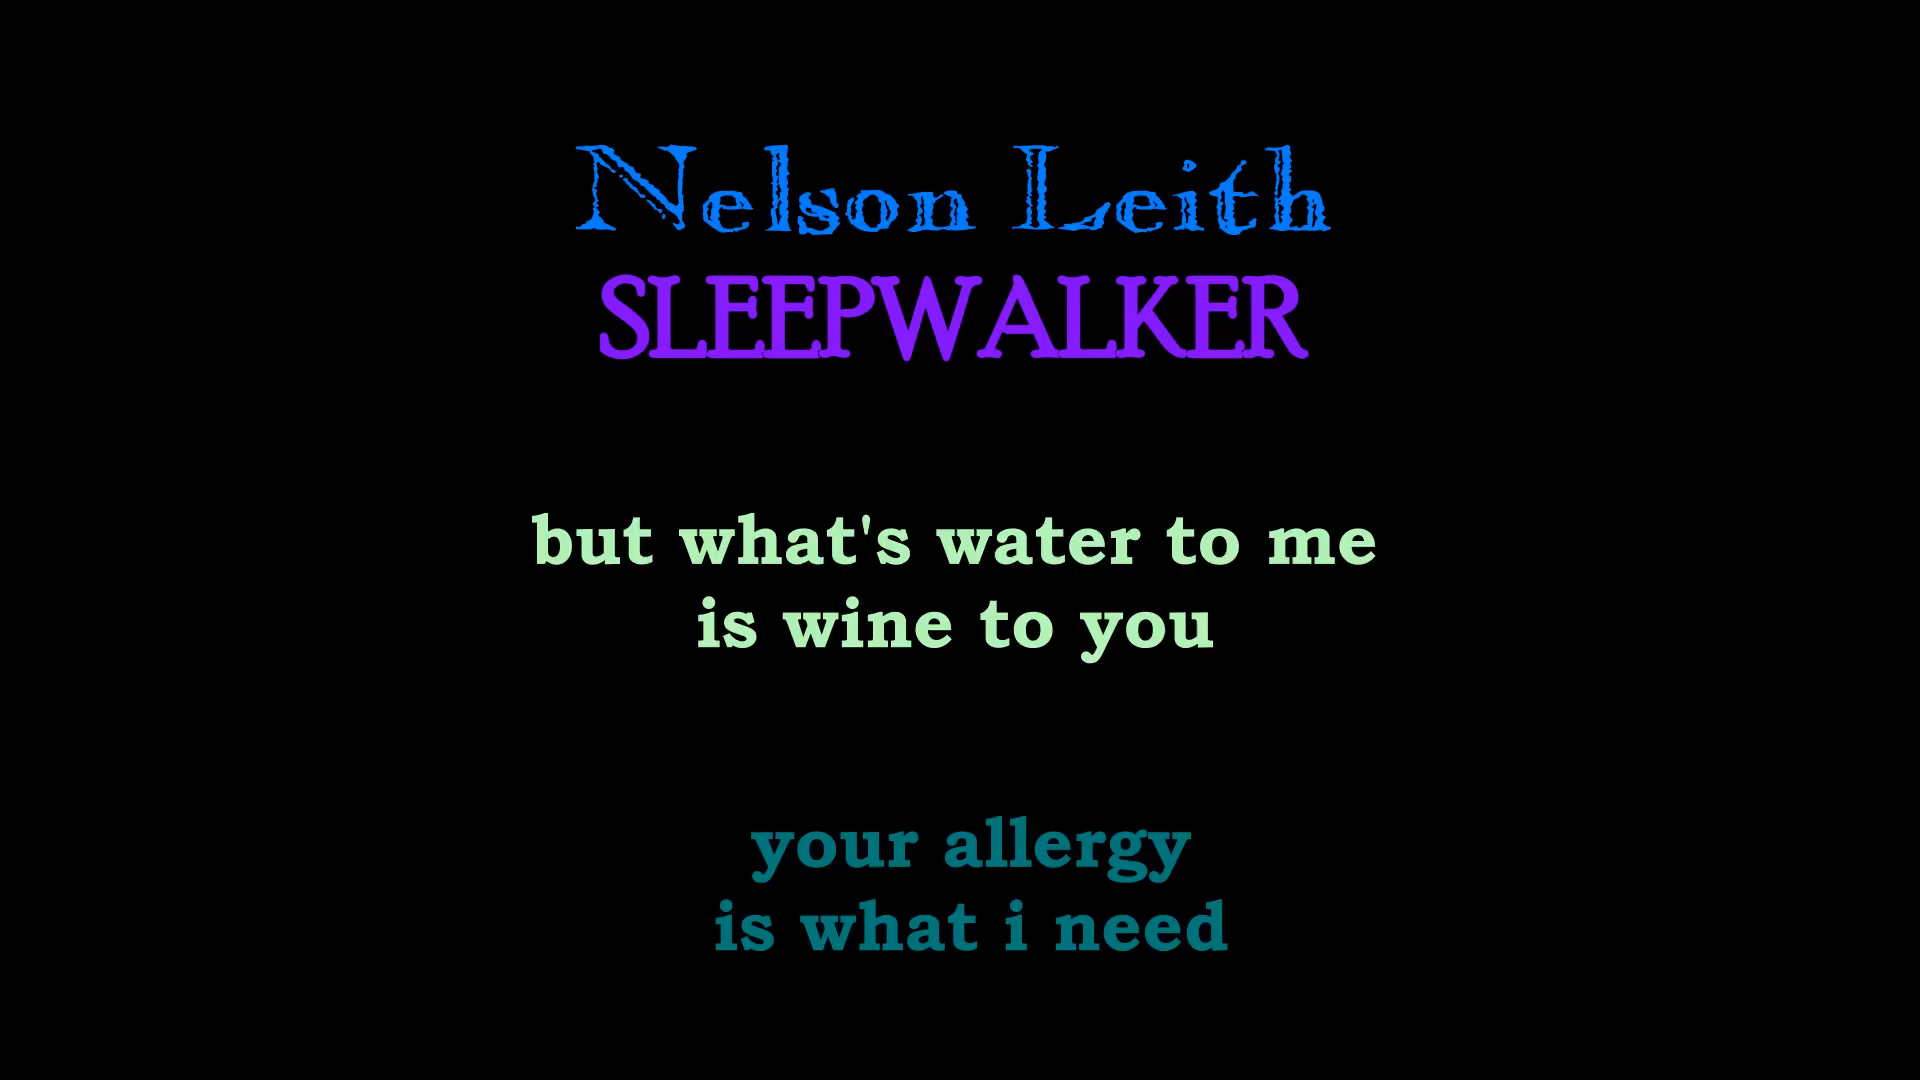 Nelson Leith
SLEEPWALKER
but what's water to me
is wine to you
your allergy
is what i need